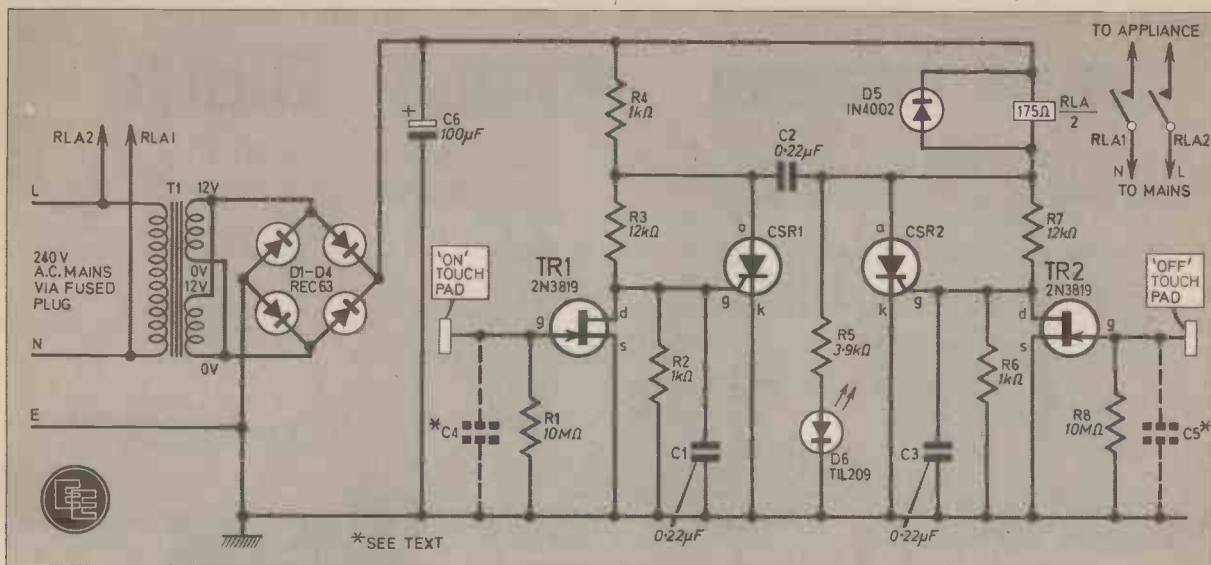 TO APPLIANCE
RLA1
RLA2
N
L
TO MAINS
D5
IN4002
175Ω
RLA
2
R4
1kΩ
C6
100µF
+
C2
0·22µF
RLA2
RLA1
T1
12V
0V
12V
0V
L
240V
A.C. MAINS
VIA FUSED
PLUG
N
E
D1-D4
REC63
'ON'
TOUCH
PAD
TR1
2N3819
g
d
s
R3
12kΩ
a
CSR1
g
k
a
CSR2
g
k
R7
12kΩ
TR2
2N3819
d
g
s
'OFF'
TOUCH
PAD
*C4
R1
10MΩ
R2
1kΩ
C1
0·22µF
R5
3·9kΩ
D6
TIL209
C3
0·22µF
R6
1kΩ
R8
10MΩ
C5*
EE
*SEE TEXT